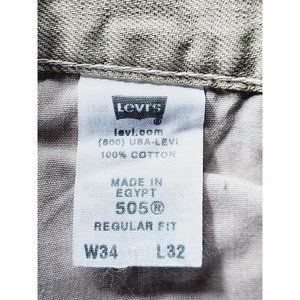 Levi's
levi.com
(800) USA-LEVI
100% COTTON
MADE IN
EGYPT
505®
REGULAR FIT
W34 L32